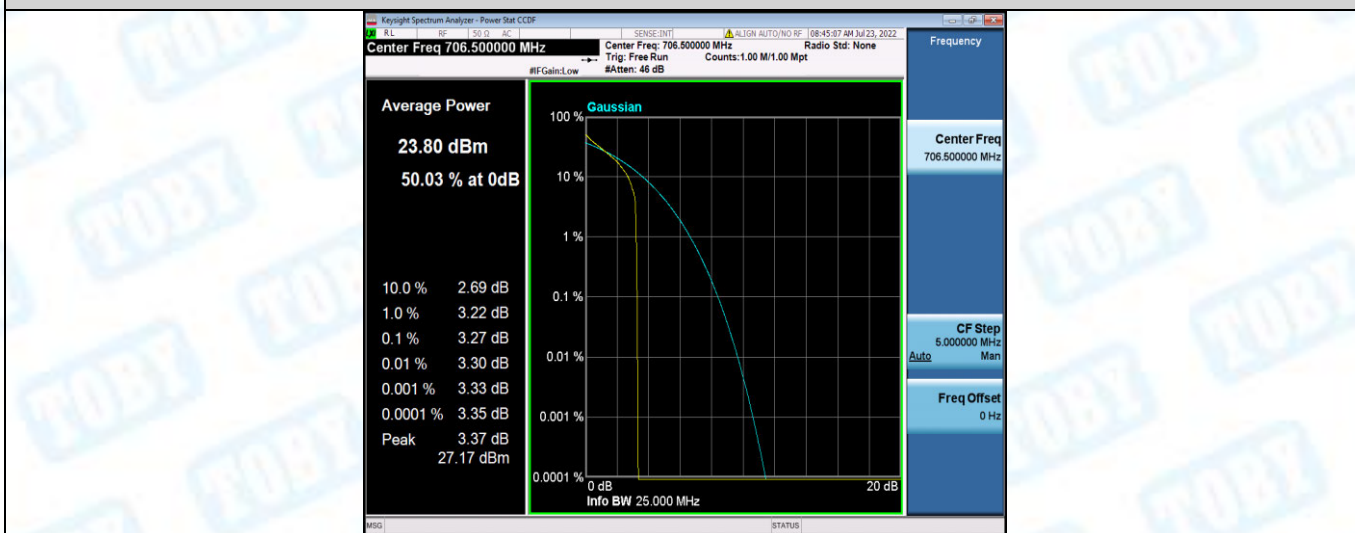 Keysight Spectrum Analyzer - Power Stat CCDF
RL RF 50 Ω AC SENSE:INT ALIGN AUTO/NO RF 08:45:07 AM Jul 23, 2022
Center Freq 706.500000 MHz
Center Freq: 706.500000 MHz Radio Std: None
Trig: Free Run Counts:1.00 M/1.00 Mpt
#IFGain:Low #Atten: 46 dB
Frequency
Center Freq
706.500000 MHz
CF Step
5.000000 MHz
Auto Man
Freq Offset
0 Hz
Average Power
23.80 dBm
50.03 % at 0dB
10.0 % 2.69 dB
1.0 % 3.22 dB
0.1 % 3.27 dB
0.01 % 3.30 dB
0.001 % 3.33 dB
0.0001 % 3.35 dB
Peak 3.37 dB
27.17 dBm
Gaussian
100 %
10 %
1 %
0.1 %
0.01 %
0.001 %
0.0001 %
0 dB 20 dB
Info BW 25.000 MHz
MSG STATUS
TOBY
TOBY
TOBY
TOBY
TOBY
TOBY
TOBY